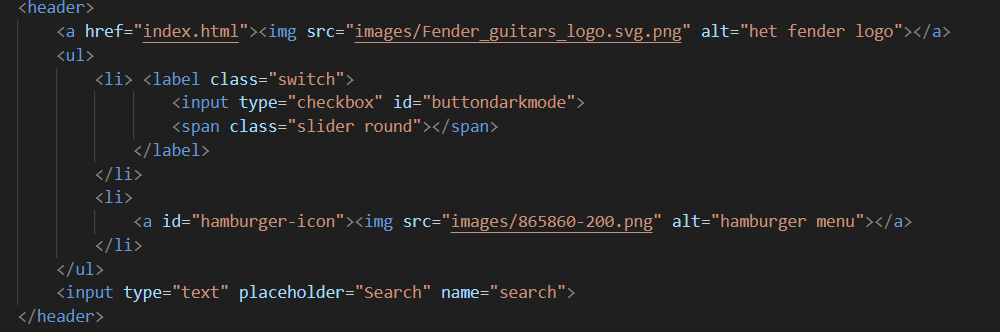 <header>
    <a href="index.html"><img src="images/Fender_guitars_logo.svg.png" alt="het fender logo"></a>
    <ul>
        <li> <label class="switch">
                <input type="checkbox" id="buttondarkmode">
                <span class="slider round"></span>
            </label>
        </li>
        <li>
            <a id="hamburger-icon"><img src="images/865860-200.png" alt="hamburger menu"></a>
        </li>
    </ul>
    <input type="text" placeholder="Search" name="search">
</header>